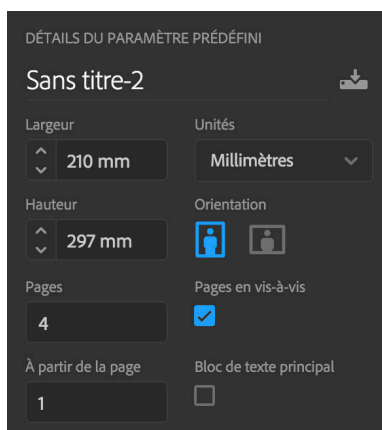 DÉTAILS DU PARAMÈTRE PRÉDÉFINI
Sans titre-2
Largeur Unités
210 mm Millimètres
Hauteur Orientation
297 mm
Pages Pages en vis-à-vis
4
À partir de la page Bloc de texte principal
1